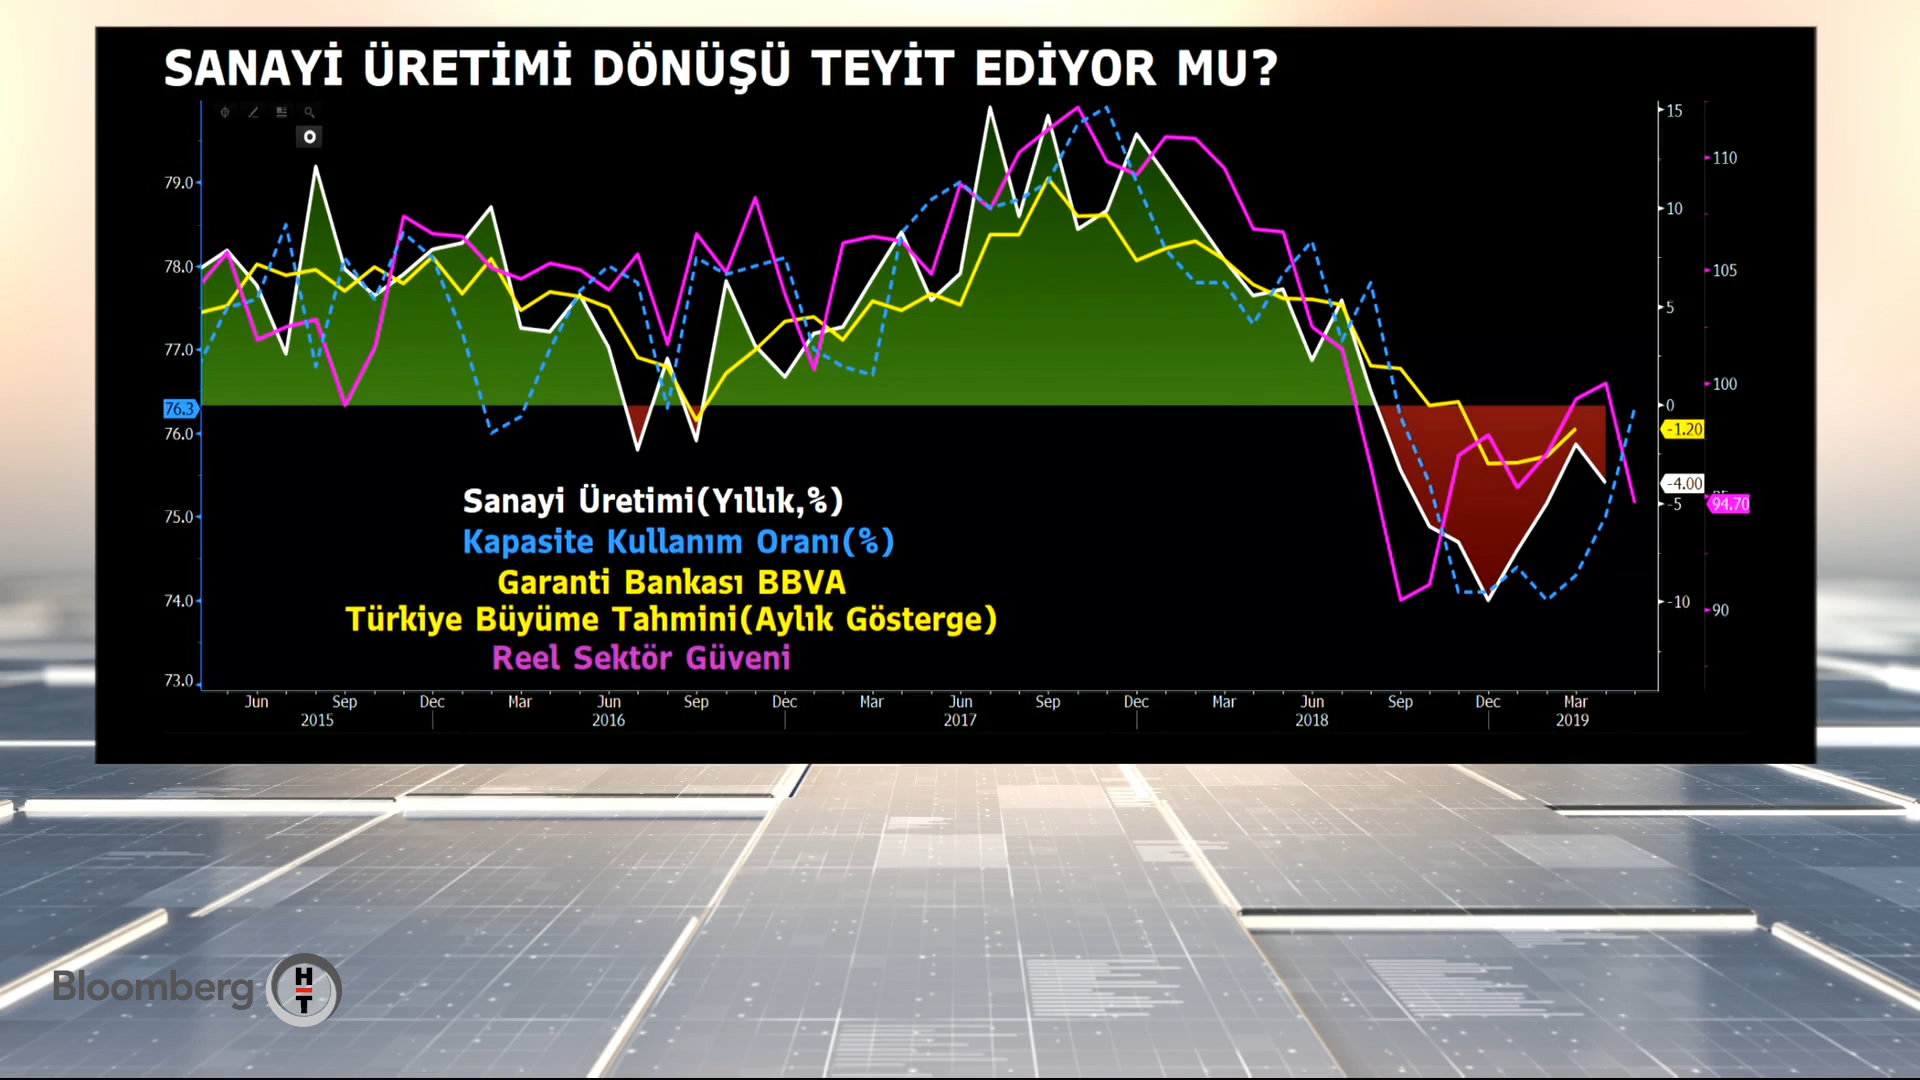 SANAYİ ÜRETİMİ DÖNÜŞÜ TEYİT EDİYOR MU?
15
110
79.0
10
78.0
105
5
77.0
100
76.3
0
76.0
-1.20
-4.00
Sanayi Üretimi(Yıllık,%)
-5
94.70
75.0
Kapasite Kullanım Oranı(%)
Garanti Bankası BBVA
74.0
-10
90
Türkiye Büyüme Tahmini(Aylık Gösterge)
Reel Sektör Güveni
73.0
Jun Sep Dec Mar Jun Sep Dec Mar Jun Sep Dec Mar Jun Sep Dec Mar
2015 2016 2017 2018 2019
Bloomberg HT